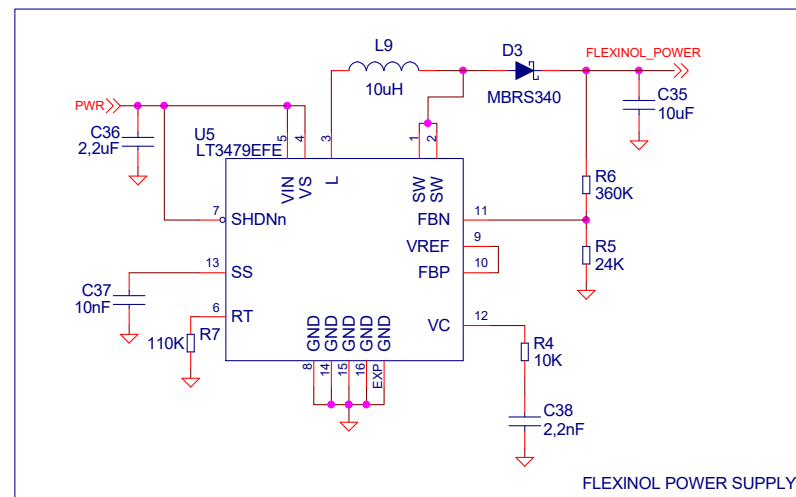 L9
10uH
D3
MBRS340
FLEXINOL_POWER
C35
10uF
PWR
C36
2,2uF
U5
LT3479EFE
5
4
3
1
2
VIN
VS
L
SW
SW
R6
360K
7
SHDNn
FBN
11
VREF
9
R5
24K
FBP
10
13
SS
C37
10nF
6
RT
R7
110K
VC
12
R4
10K
GND
GND
GND
GND
GND
8
14
15
16
EXP
C38
2,2nF
FLEXINOL POWER SUPPLY